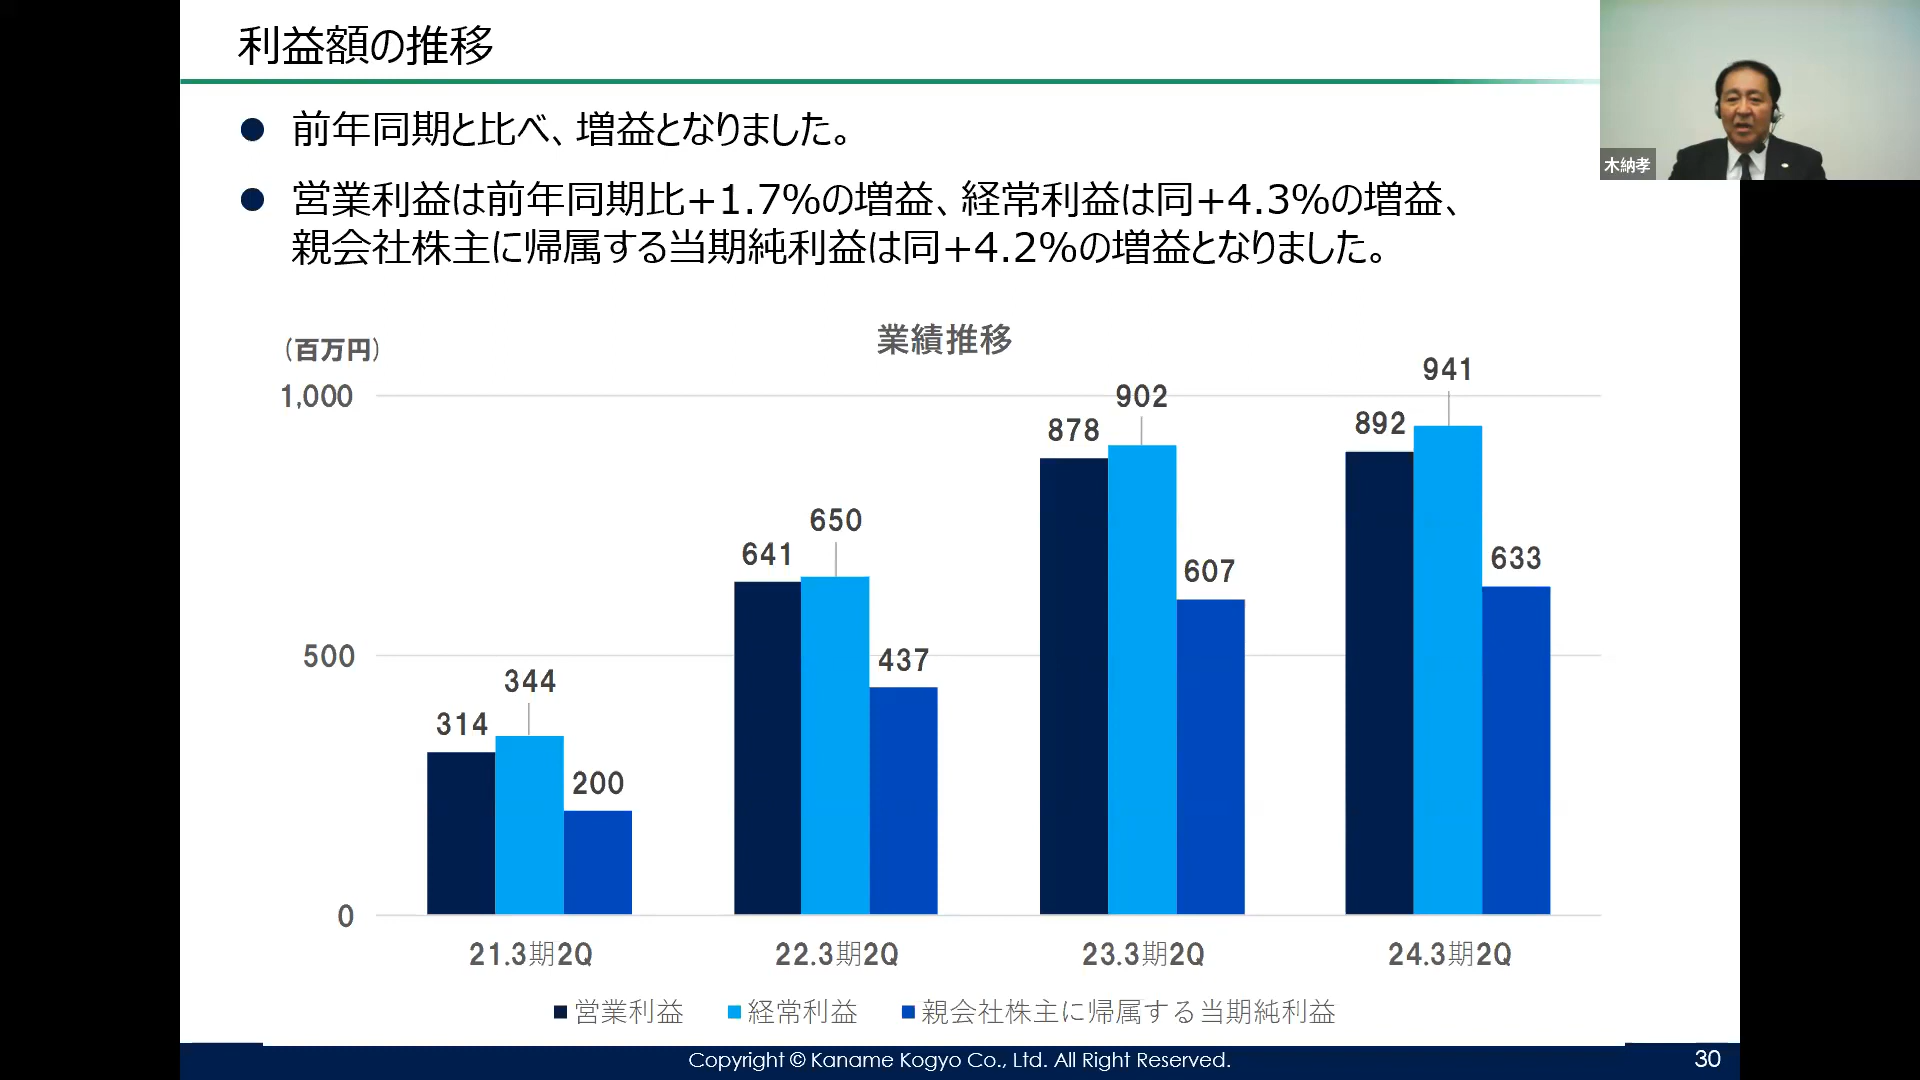 利益額の推移
木納孝
前年同期と比べ、増益となりました。
営業利益は前年同期比+1.7%の増益、経常利益は同+4.3%の増益、
親会社株主に帰属する当期純利益は同+4.2%の増益となりました。
業績推移
(百万円)
1,000
500
0
314
344
200
641
650
437
878
902
607
892
941
633
21.3期2Q
22.3期2Q
23.3期2Q
24.3期2Q
営業利益
経常利益
親会社株主に帰属する当期純利益
Copyright © Kaname Kogyo Co., Ltd. All Right Reserved.
30